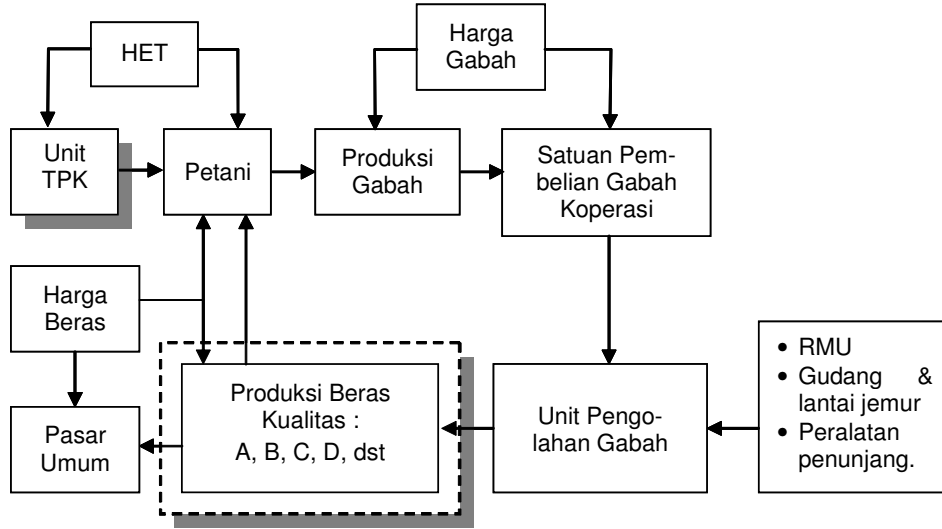 HET
Harga
Gabah
Unit
TPK
Petani
Produksi
Gabah
Satuan Pem-
belian Gabah
Koperasi
Harga
Beras
Pasar
Umum
Produksi Beras
Kualitas :
A, B, C, D, dst
Unit Pengo-
lahan Gabah
• RMU
• Gudang &
lantai jemur
• Peralatan
penunjang.